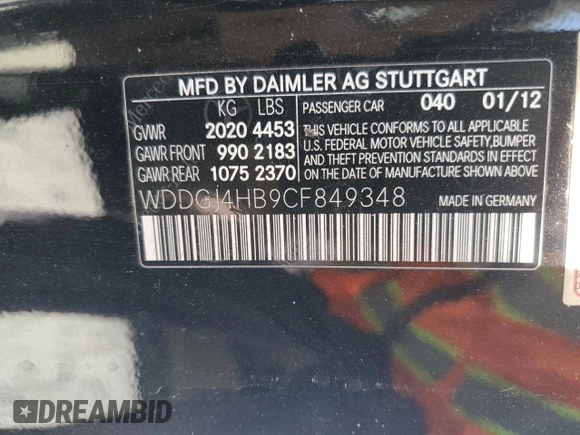 MFD BY DAIMLER AG STUTTGART
KG LBS PASSENGER CAR 040 01/12
GVWR 2020 4453 THIS VEHICLE CONFORMS TO ALL APPLICABLE
U.S. FEDERAL MOTOR VEHICLE SAFETY, BUMPER
GAWR FRONT 990 2183 AND THEFT PREVENTION STANDARDS IN EFFECT
GAWR REAR 1075 2370 ON THE DATE OF MANUFACTURE SHOWN ABOVE
WDDGJ4HB9CF849348 MADE IN GERMANY
DREAMBID